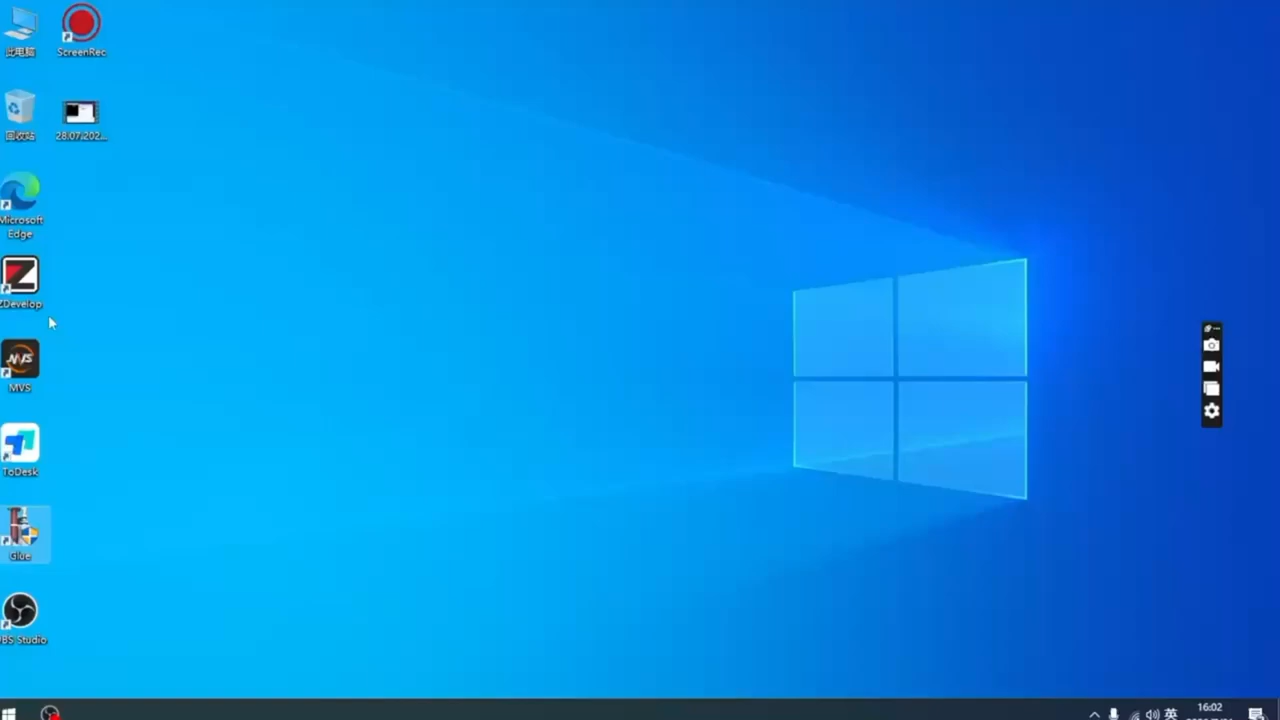 此电脑
ScreenRec
回收站
28.07.202...
Microsoft
Edge
ZDevelop
MVS
MVS
ToDesk
Glue
BS Studio
英
16:02